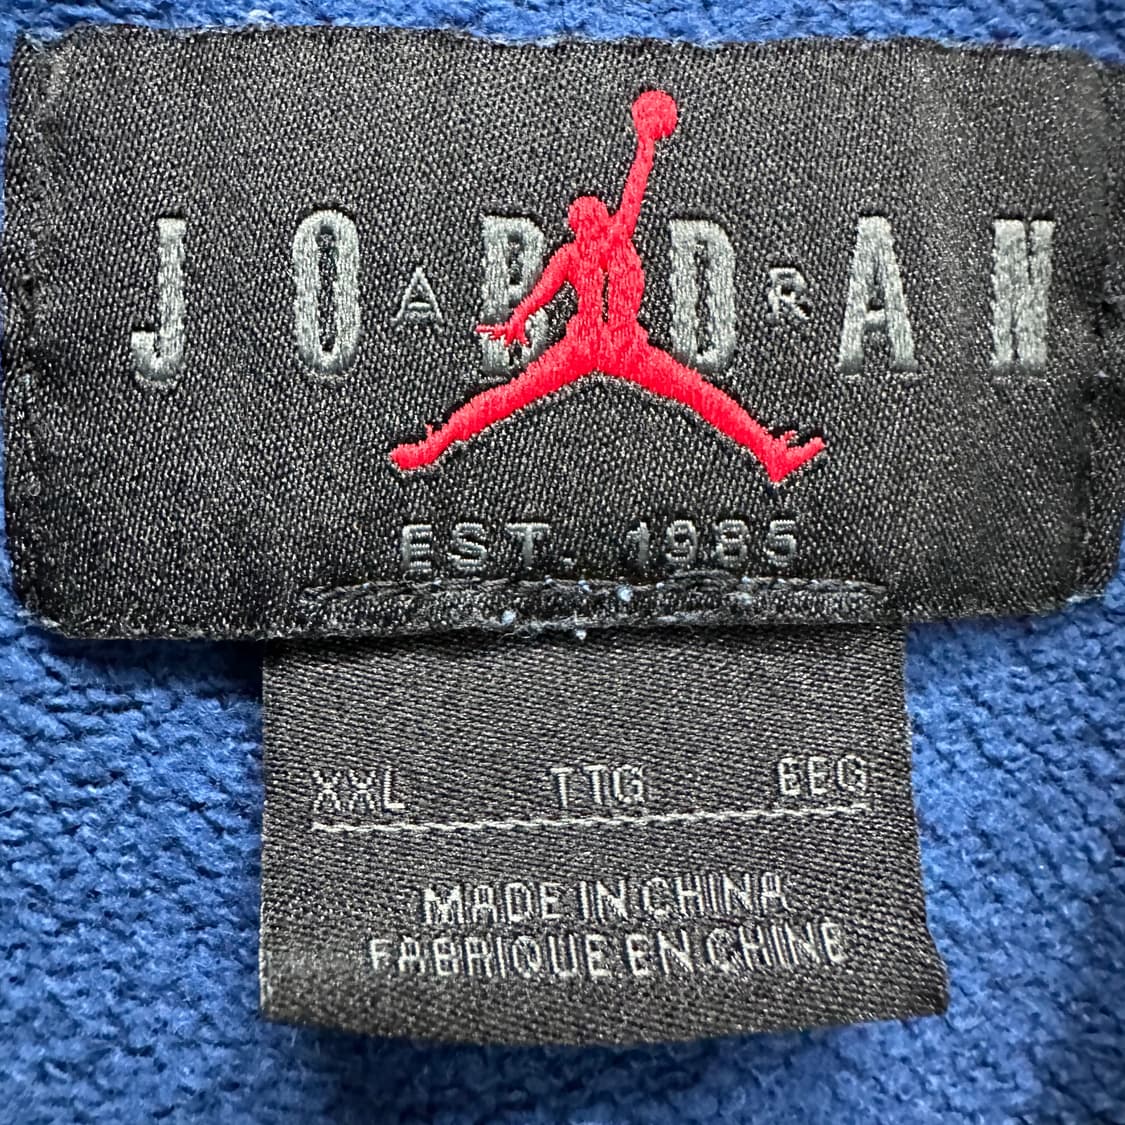 JORDAN
AIR
EST. 1985
XXL TTG EEG
MADE IN CHINA
FABRIQUE EN CHINE